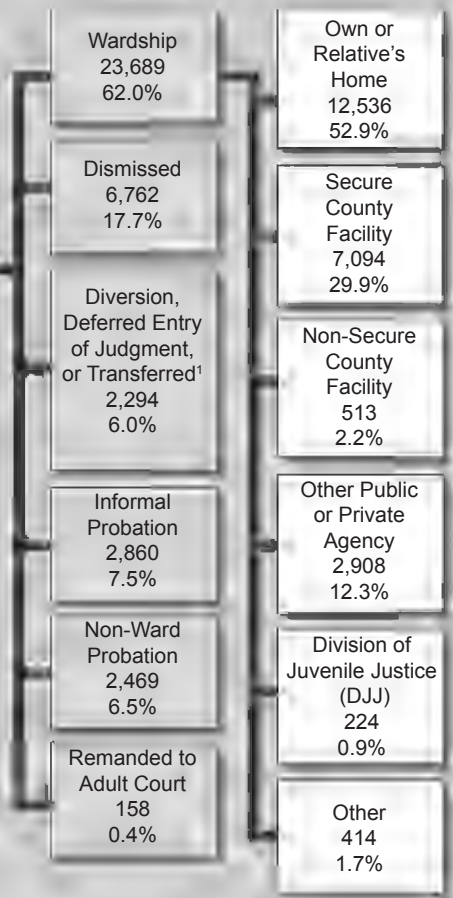 Wardship
23,689
62.0%
Dismissed
6,762
17.7%
Diversion,
Deferred Entry
of Judgment,
or Transferred¹
2,294
6.0%
Informal
Probation
2,860
7.5%
Non-Ward
Probation
2,469
6.5%
Remanded to
Adult Court
158
0.4%
Own or
Relative's
Home
12,536
52.9%
Secure
County
Facility
7,094
29.9%
Non-Secure
County
Facility
513
2.2%
Other Public
or Private
Agency
2,908
12.3%
Division of
Juvenile Justice
(DJJ)
224
0.9%
Other
414
1.7%